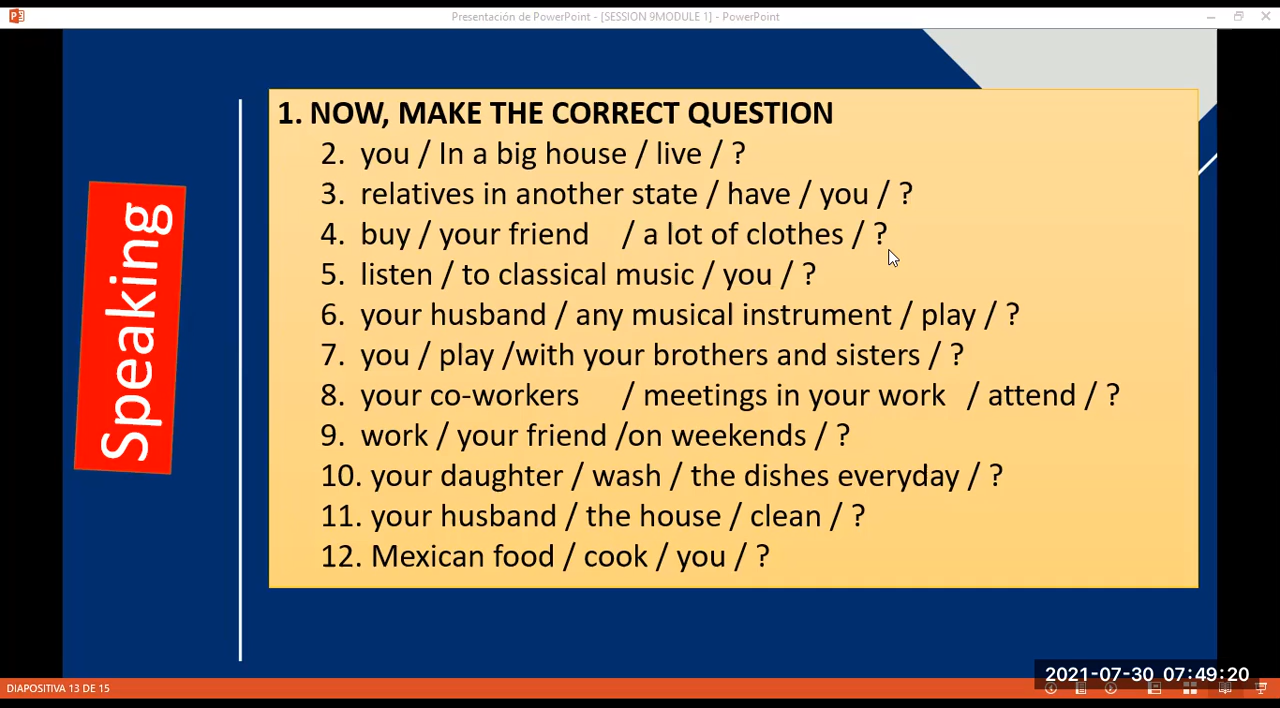 Presentación de PowerPoint - [SESSION 9MODULE 1] - PowerPoint
Speaking
1. NOW, MAKE THE CORRECT QUESTION
2. you / In a big house / live / ?
3. relatives in another state / have / you / ?
4. buy / your friend / a lot of clothes / ?
5. listen / to classical music / you / ?
6. your husband / any musical instrument / play / ?
7. you / play /with your brothers and sisters / ?
8. your co-workers / meetings in your work / attend / ?
9. work / your friend /on weekends / ?
10. your daughter / wash / the dishes everyday / ?
11. your husband / the house / clean / ?
12. Mexican food / cook / you / ?
2021-07-30 07:49:20
DIAPOSITIVA 13 DE 15